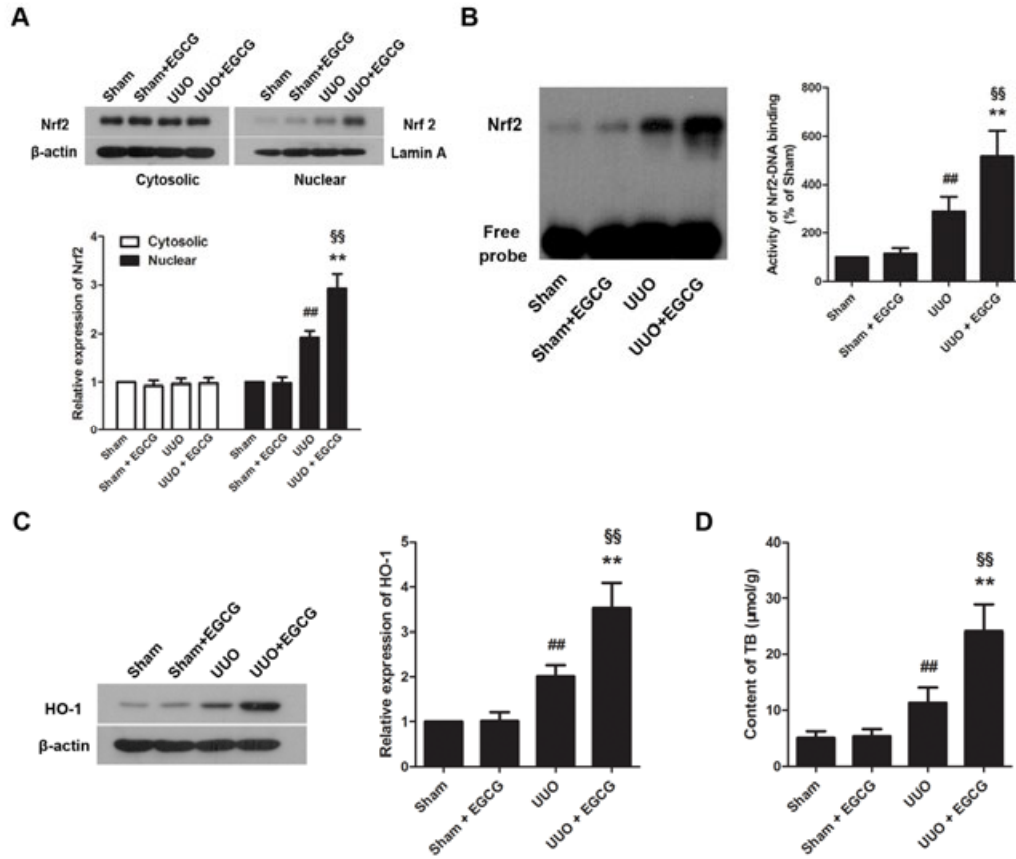 A
Sham
Sham+EGCG
UUO
UUO+EGCG
Sham
Sham+EGCG
UUO
UUO+EGCG
Nrf2
Nrf 2
β-actin
Lamin A
Cytosolic
Nuclear
Relative expression of Nrf2
4
3
2
1
0
Cytosolic
Nuclear
##
§§
**
Sham
Sham + EGCG
UUO
UUO + EGCG
Sham
Sham + EGCG
UUO
UUO + EGCG
B
Nrf2
Free
probe
Sham
Sham+EGCG
UUO
UUO+EGCG
Activity of Nrf2-DNA binding
(% of Sham)
800
600
400
200
0
##
§§
**
Sham
Sham + EGCG
UUO
UUO + EGCG
C
Sham
Sham+EGCG
UUO
UUO+EGCG
HO-1
β-actin
Relative expression of HO-1
5
4
3
2
1
0
##
§§
**
Sham
Sham + EGCG
UUO
UUO + EGCG
D
Content of TB (μmol/g)
40
30
20
10
0
##
§§
**
Sham
Sham + EGCG
UUO
UUO + EGCG